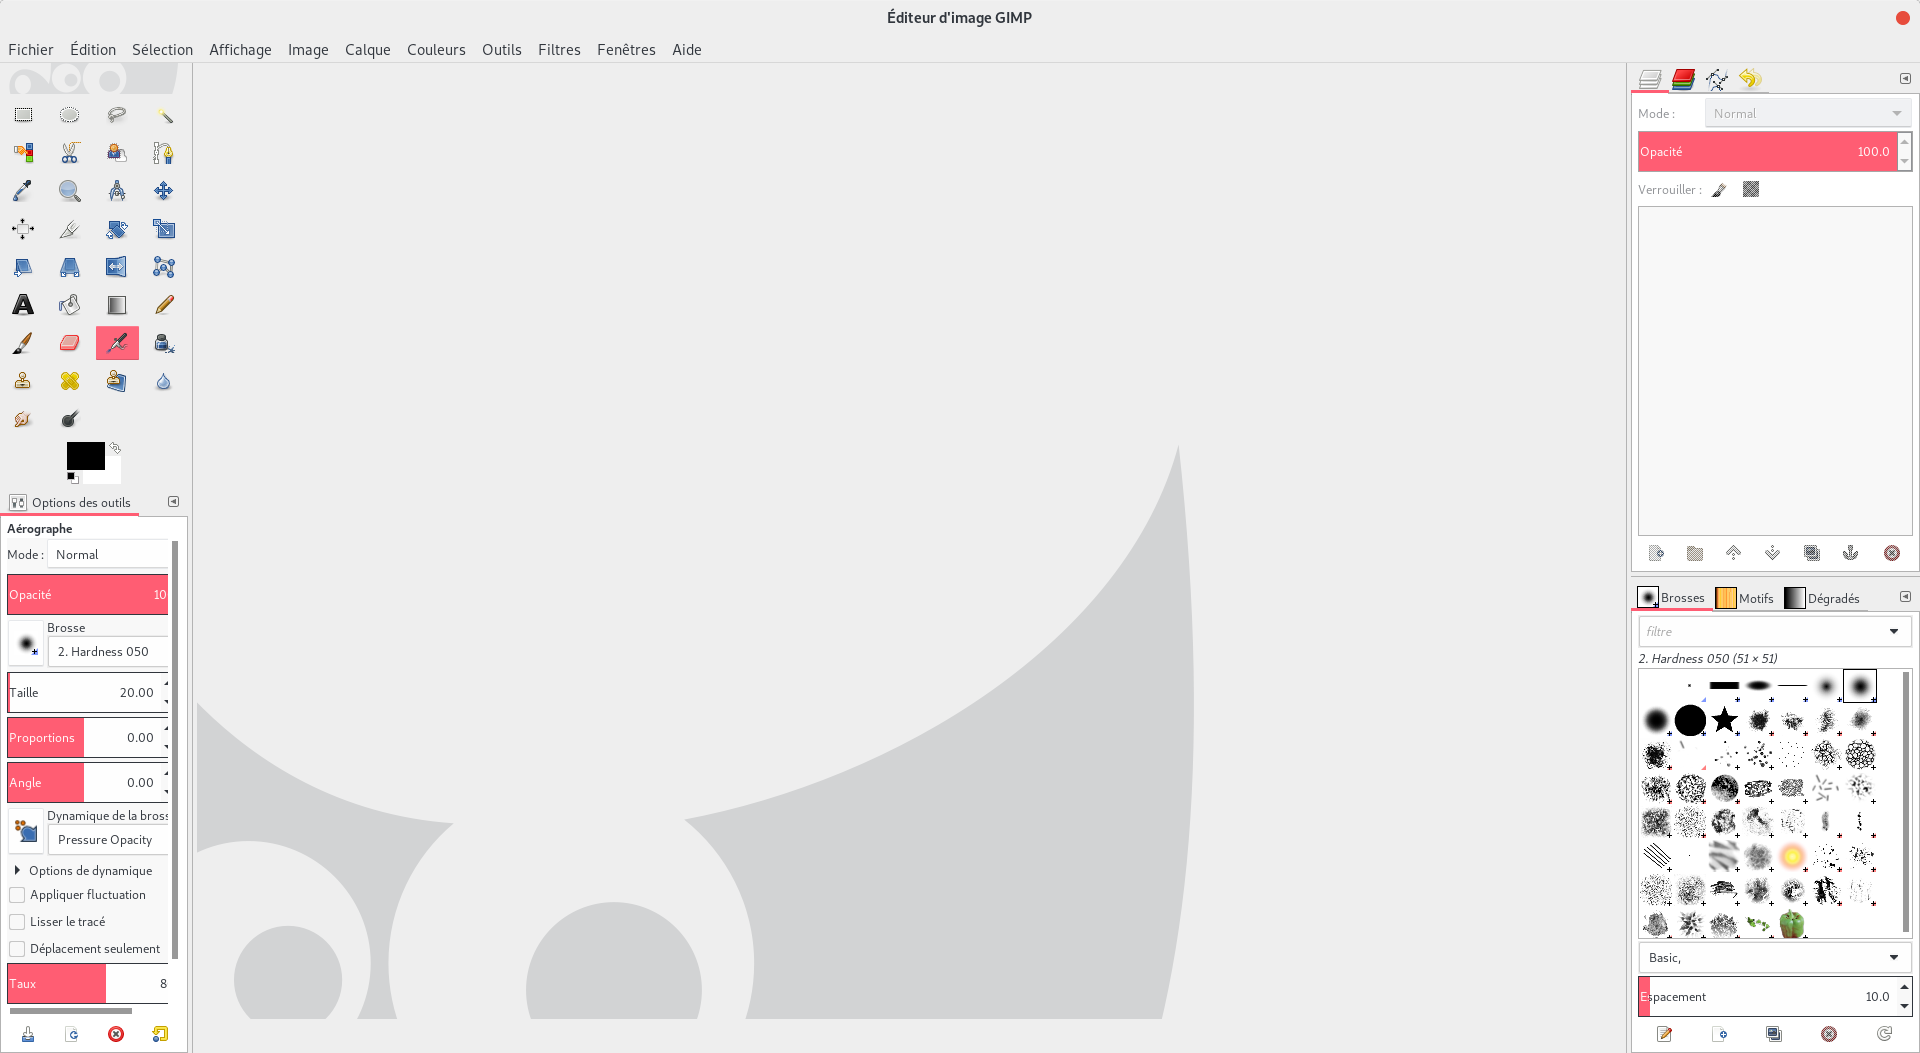 Éditeur d'image GIMP
Fichier Édition Sélection Affichage Image Calque Couleurs Outils Filtres Fenêtres Aide
Options des outils
Aérographe
Mode : Normal
Opacité 10
Brosse
2. Hardness 050
Taille 20.00
Proportions 0.00
Angle 0.00
Dynamique de la bross
Pressure Opacity
Options de dynamique
Appliquer fluctuation
Lisser le tracé
Déplacement seulement
Taux 8
Mode : Normal
Opacité 100.0
Verrouiller :
Brosses Motifs Dégradés
filtre
2. Hardness 050 (51 × 51)
Basic,
Espacement 10.0